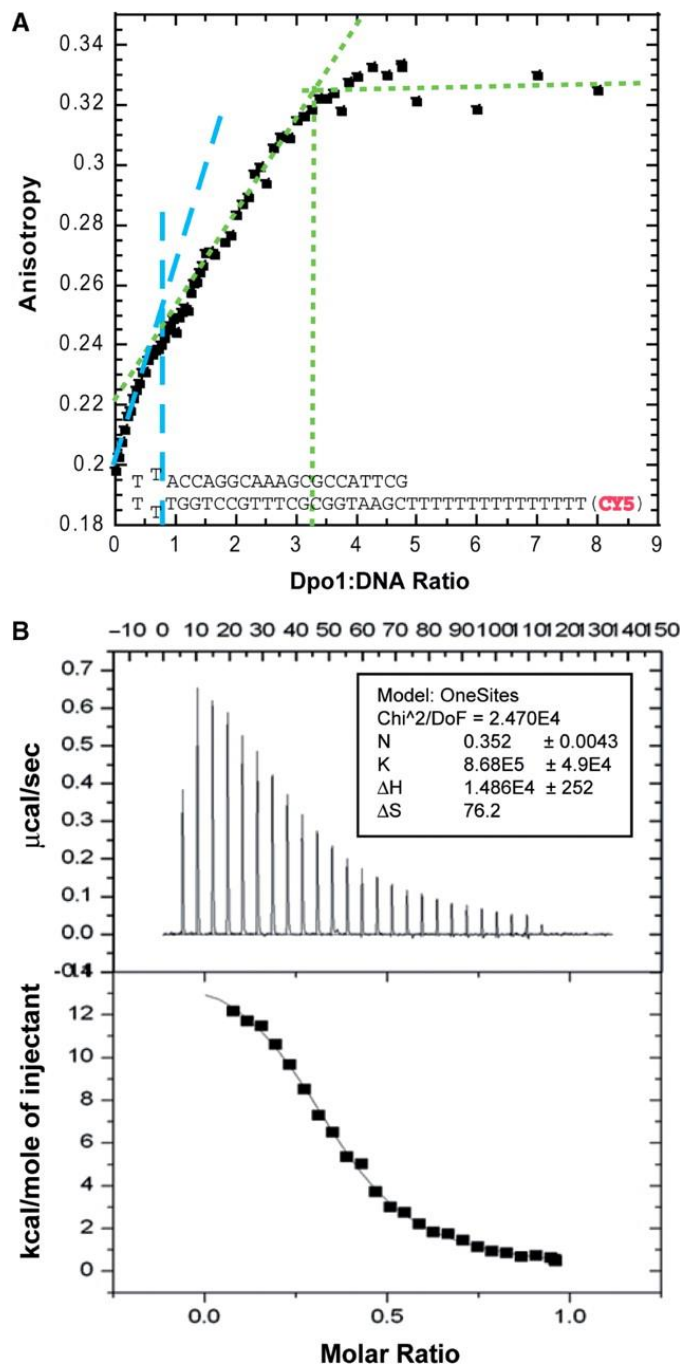 A
0.34
0.32
0.3
0.28
0.26
0.24
0.22
0.2
0.18
Anisotropy
T T ACCAGGCAAAGCGCCATTCG
T T TGGTCCGTTTCGCGGTAAGCTTTTTTTTTTTTTTTT(CY5)
0 1 2 3 4 5 6 7 8 9
Dpo1:DNA Ratio
B
-10 0 10 20 30 40 50 60 70 80 90 100 110 120 130 140 150
0.7
0.6
0.5
0.4
0.3
0.2
0.1
0.0
µcal/sec
Model: OneSites
Chi^2/DoF = 2.470E4
N 0.352 ± 0.0043
K 8.68E5 ± 4.9E4
ΔH 1.486E4 ± 252
ΔS 76.2
12
10
8
6
4
2
0
kcal/mole of injectant
0.0 0.5 1.0
Molar Ratio